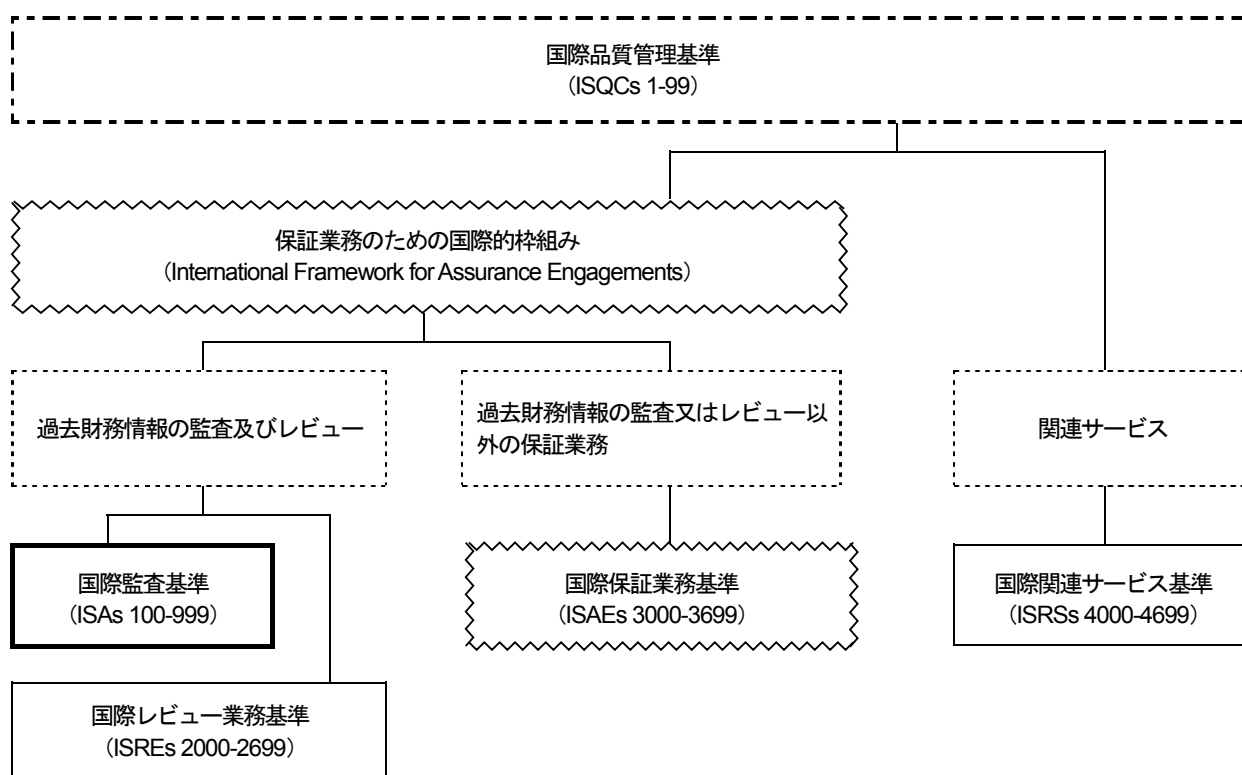 国際品質管理基準
(ISQCs 1-99)
保証業務のための国際的枠組み
(International Framework for Assurance Engagements)
過去財務情報の監査及びレビュー
過去財務情報の監査又はレビュー以
外の保証業務
関連サービス
国際監査基準
(ISAs 100-999)
国際保証業務基準
(ISAEs 3000-3699)
国際関連サービス基準
(ISRSs 4000-4699)
国際レビュー業務基準
(ISREs 2000-2699)